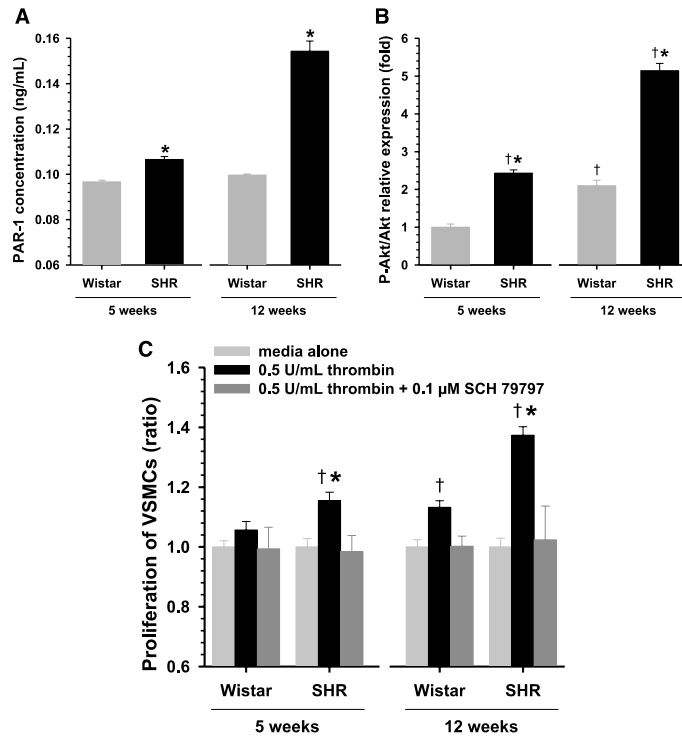 A
PAR-1 concentration (ng/mL)
0.16
0.14
0.12
0.10
0.08
0.06
*
*
Wistar SHR Wistar SHR
5 weeks 12 weeks
B
P-Akt/Akt relative expression (fold)
6
5
4
3
2
1
0
†*
†
†*
Wistar SHR Wistar SHR
5 weeks 12 weeks
C
media alone
0.5 U/mL thrombin
0.5 U/mL thrombin + 0.1 µM SCH 79797
Proliferation of VSMCs (ratio)
1.6
1.4
1.2
1.0
0.8
0.6
†*
†
†*
Wistar SHR Wistar SHR
5 weeks 12 weeks